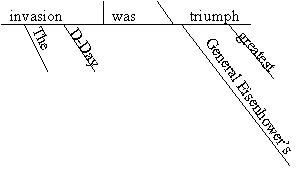 invasion was triumph
The D-Day greatest
General Eisenhower's